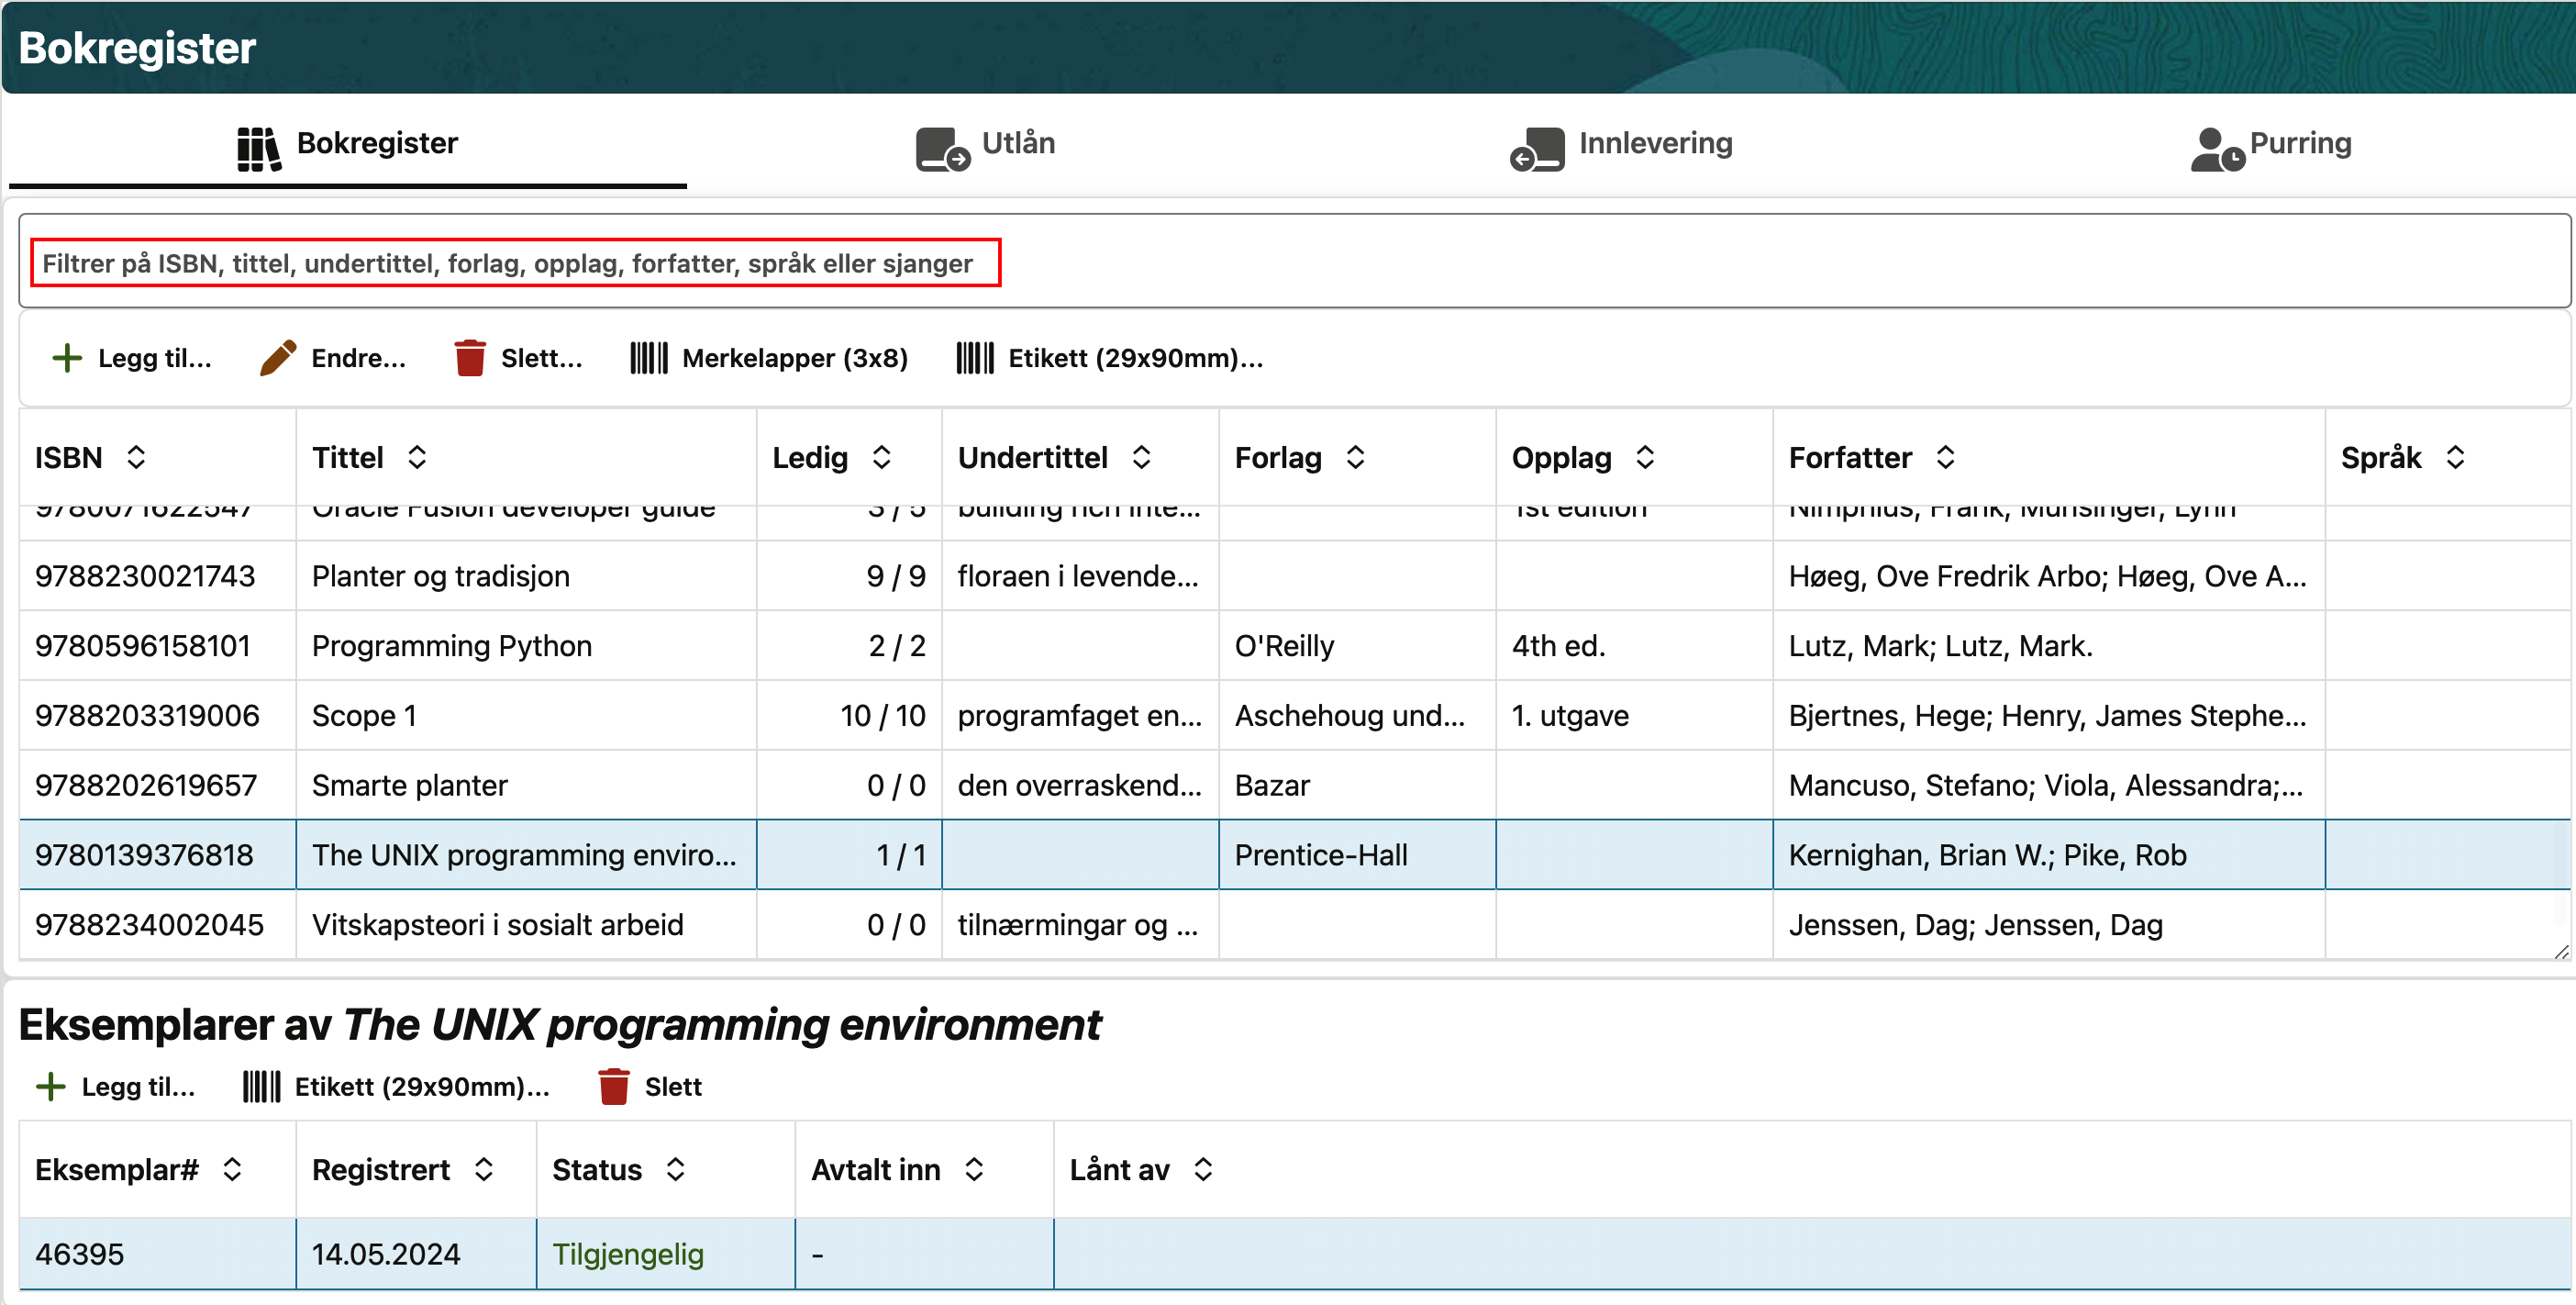 Bokregister
Bokregister Utlån Innlevering Purring
Filtrer på ISBN, tittel, undertittel, forlag, opplag, forfatter, språk eller sjanger
Legg til... Endre... Slett... Merkelapper (3x8) Etikett (29x90mm)...
ISBN Tittel Ledig Undertittel Forlag Opplag Forfatter Språk
9780071622547 Oracle Fusion developer guide 3 / 5 building rich inte... 1st edition Nimphius, Frank; Munsinger, Lynn
9788230021743 Planter og tradisjon 9 / 9 floraen i levende... Høeg, Ove Fredrik Arbo; Høeg, Ove A...
9780596158101 Programming Python 2 / 2 O'Reilly 4th ed. Lutz, Mark; Lutz, Mark.
9788203319006 Scope 1 10 / 10 programfaget en... Aschehoug und... 1. utgave Bjertnes, Hege; Henry, James Stephe...
9788202619657 Smarte planter 0 / 0 den overraskend... Bazar Mancuso, Stefano; Viola, Alessandra;...
9780139376818 The UNIX programming enviro... 1 / 1 Prentice-Hall Kernighan, Brian W.; Pike, Rob
9788234002045 Vitskapsteori i sosialt arbeid 0 / 0 tilnærmingar og ... Jenssen, Dag; Jenssen, Dag
Eksemplarer av The UNIX programming environment
Legg til... Etikett (29x90mm)... Slett
Eksemplar# Registrert Status Avtalt inn Lånt av
46395 14.05.2024 Tilgjengelig -